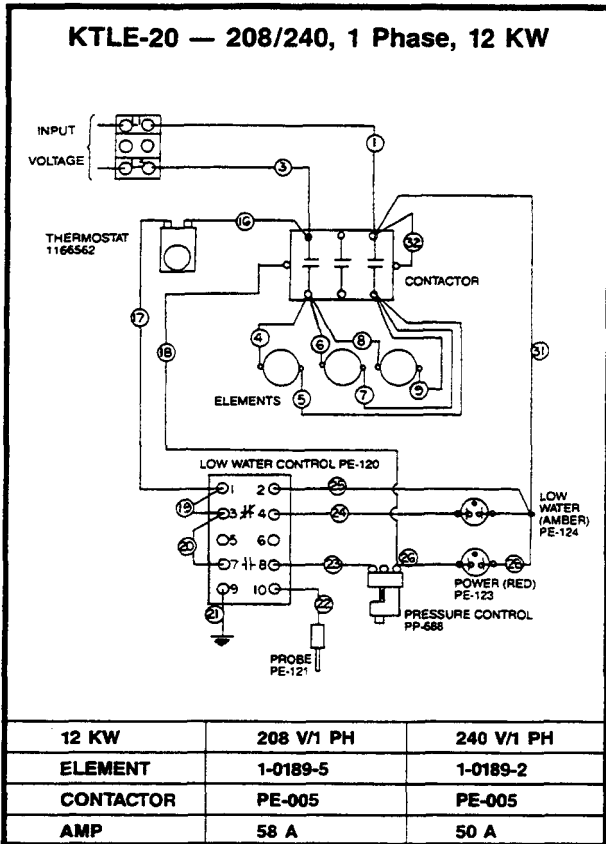 KTLE-20 — 208/240, 1 Phase, 12 KW
INPUT
VOLTAGE
1
3
1
3
16
THERMOSTAT
1166562
32
CONTACTOR
17
18
4
6
8
31
5
7
9
ELEMENTS
LOW WATER CONTROL PE-120
1 2
25
19
3 4
24
LOW
WATER
(AMBER)
PE-124
5 6
20
7 8
23
26
26
POWER (RED)
PE-123
9 10
21
22
PRESSURE CONTROL
PP-688
PROBE
PE-121
12 KW 208 V/1 PH 240 V/1 PH
ELEMENT 1-0189-5 1-0189-2
CONTACTOR PE-005 PE-005
AMP 58 A 50 A